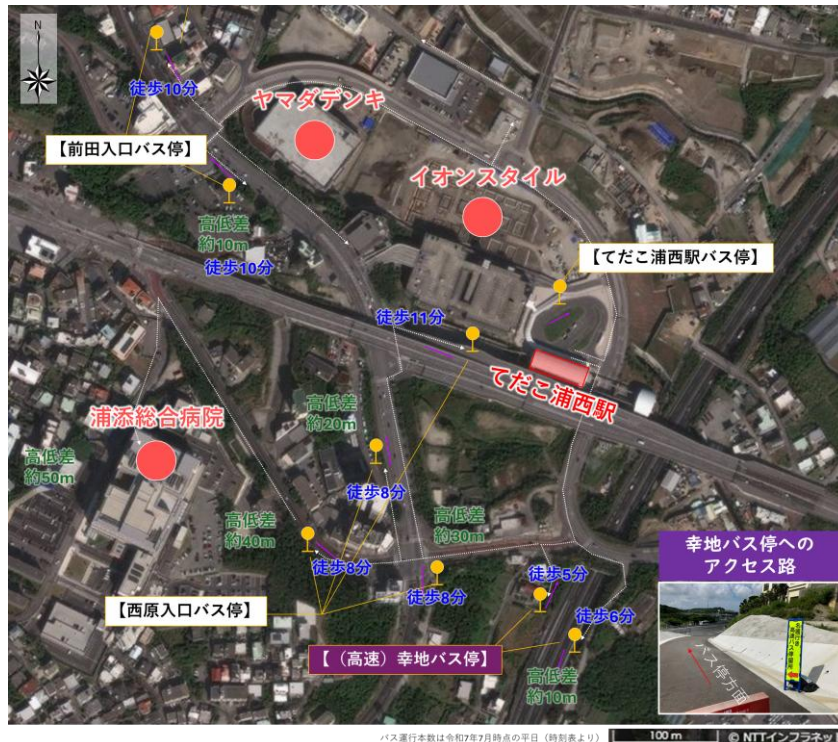 N
徒歩10分
ヤマダデンキ
【前田入口バス停】
イオンスタイル
高低差
約10m
徒歩10分
【てだこ浦西駅バス停】
徒歩11分
てだこ浦西駅
浦添総合病院
高低差
約20m
高低差
約50m
徒歩8分
高低差
約40m
高低差
約30m
徒歩8分
徒歩8分
徒歩5分
徒歩6分
【西原入口バス停】
【（高速）幸地バス停】
高低差
約10m
幸地バス停への
アクセス路
バス停方面
バス運行本数は令和7年7月時点の平日（時刻表より）
100 m
© NTTインフラネッ